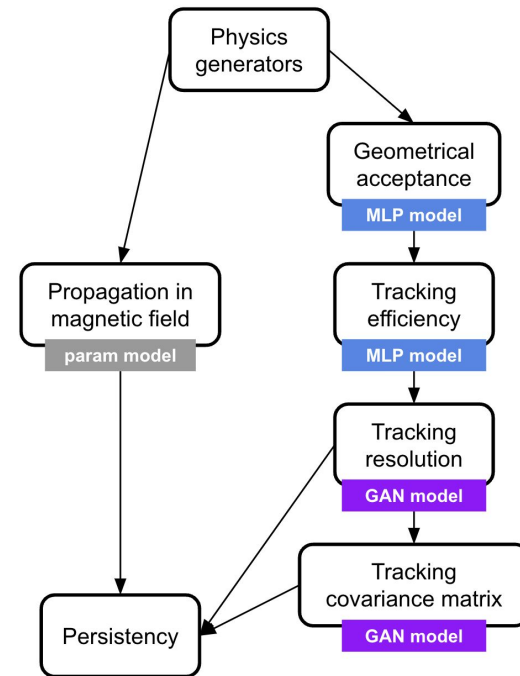 Physics
generators
Geometrical
acceptance
MLP model
Propagation in
magnetic field
param model
Tracking
efficiency
MLP model
Tracking
resolution
GAN model
Tracking
covariance matrix
GAN model
Persistency